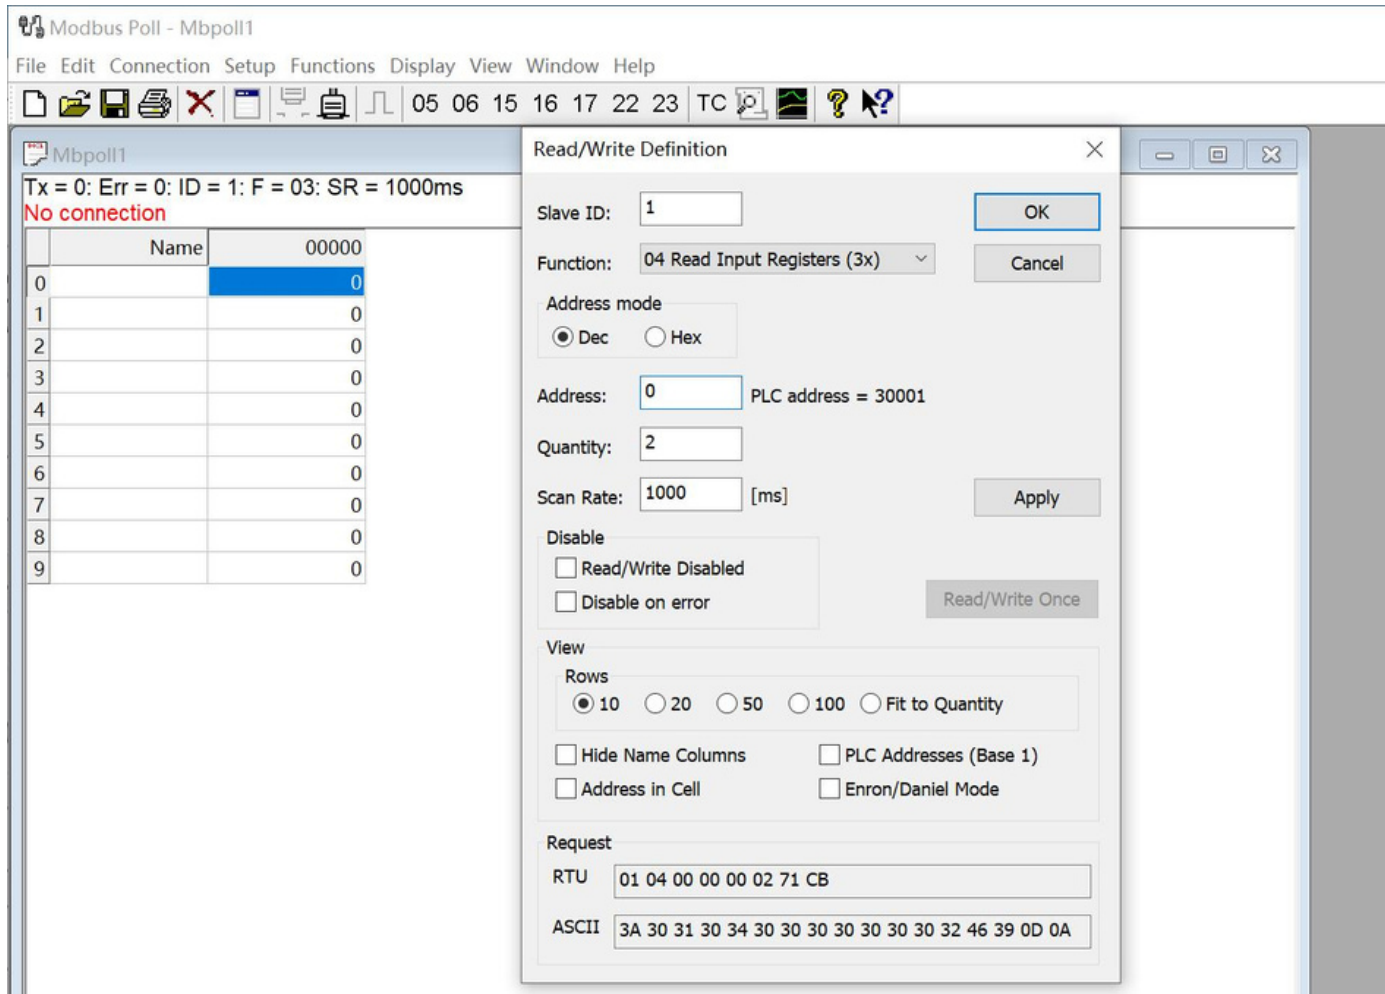 Modbus Poll - Mbpoll1
File Edit Connection Setup Functions Display View Window Help
05 06 15 16 17 22 23 TC
Mbpoll1
Tx = 0: Err = 0: ID = 1: F = 03: SR = 1000ms
No connection
Name 00000
0 0
1 0
2 0
3 0
4 0
5 0
6 0
7 0
8 0
9 0
Read/Write Definition
Slave ID: 1 OK
Function: 04 Read Input Registers (3x) Cancel
Address mode
Dec Hex
Address: 0 PLC address = 30001
Quantity: 2
Scan Rate: 1000 [ms] Apply
Disable
Read/Write Disabled
Disable on error
Read/Write Once
View
Rows
10 20 50 100 Fit to Quantity
Hide Name Columns PLC Addresses (Base 1)
Address in Cell Enron/Daniel Mode
Request
RTU 01 04 00 00 00 02 71 CB
ASCII 3A 30 31 30 34 30 30 30 30 30 30 30 32 46 39 0D 0A